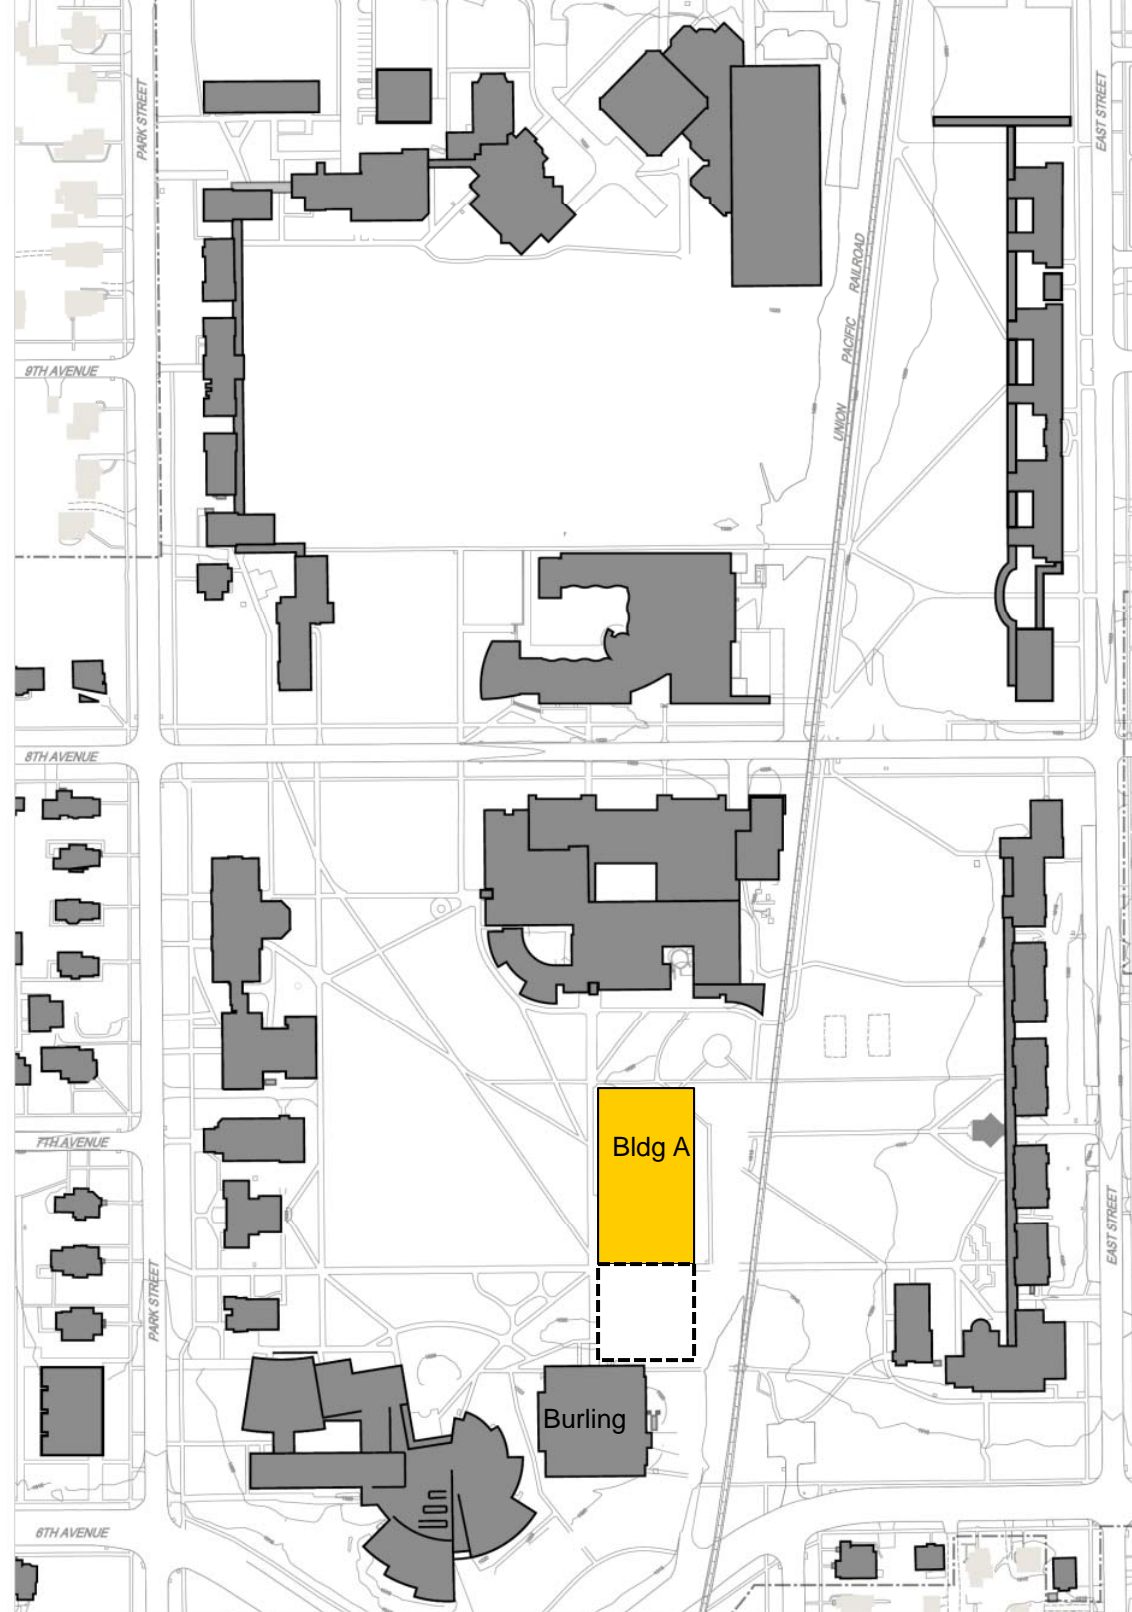 PARK STREET
EAST STREET
UNION PACIFIC RAILROAD
9TH AVENUE
8TH AVENUE
7TH AVENUE
Bldg A
EAST STREET
PARK STREET
Burling
6TH AVENUE